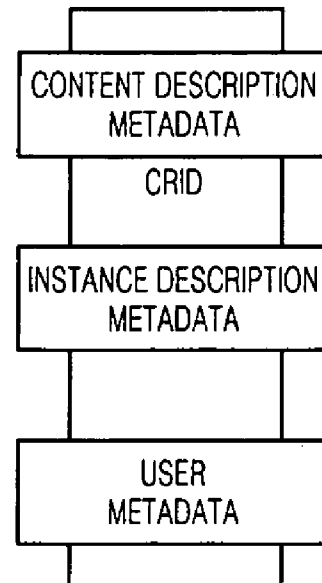 CONTENT DESCRIPTION
METADATA
CRID
INSTANCE DESCRIPTION
METADATA
USER
METADATA